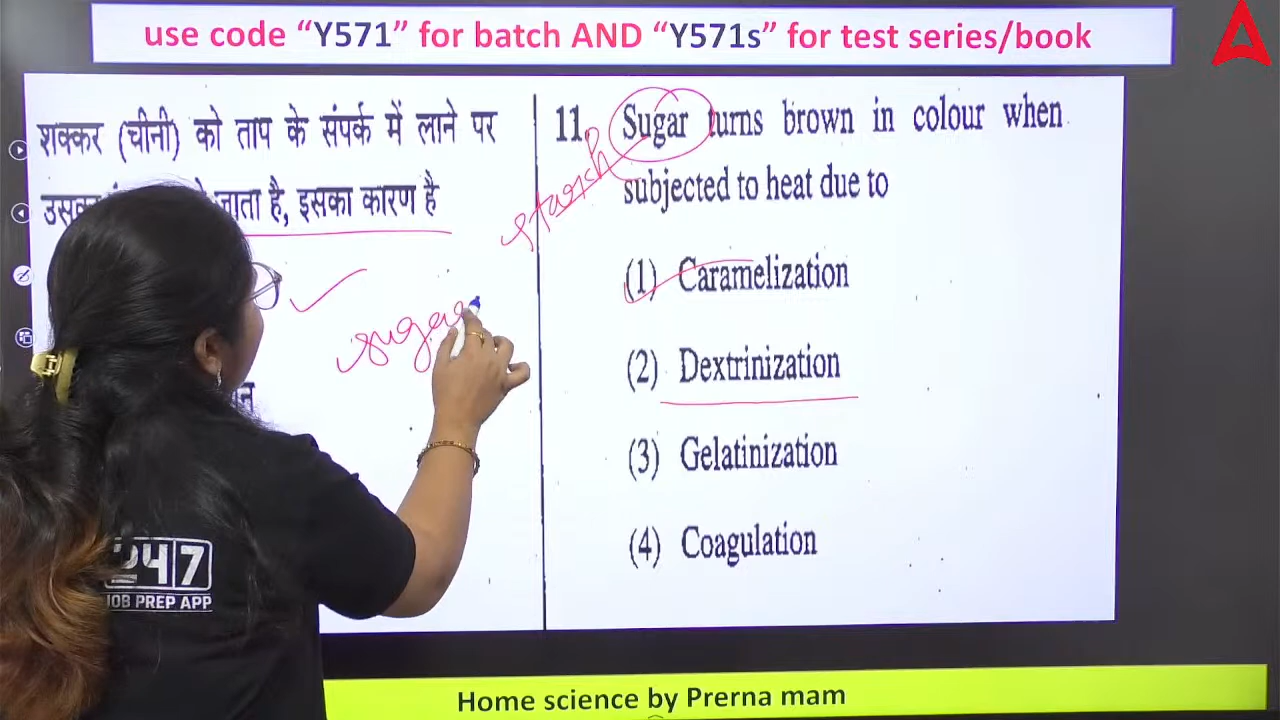 use code “Y571” for batch AND “Y571s” for test series/book
शक्कर (चीनी) को ताप के संपर्क में लाने पर
जाता है, इसका कारण है
11. Sugar turns brown in colour when
subjected to heat due to
starch
(1) Caramelization
sugar
(2) Dextrinization
(3) Gelatinization
(4) Coagulation
247
JOB PREP APP
Home science by Prerna mam